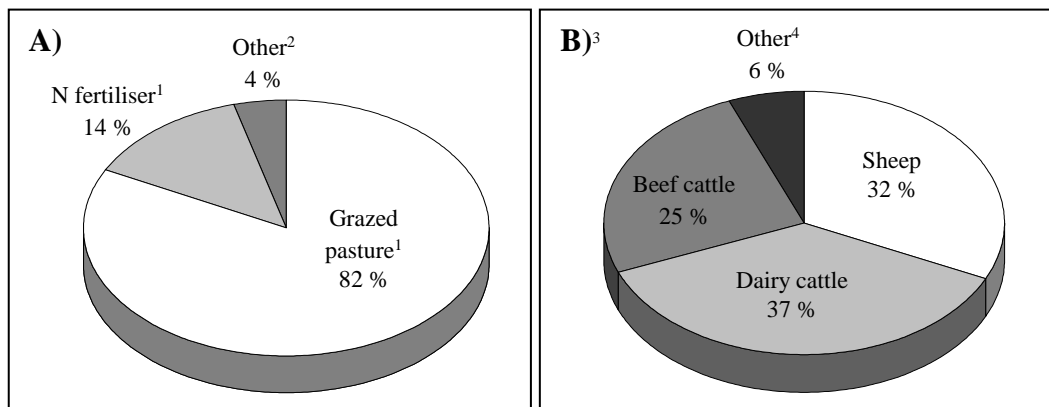 A)
Other²
4 %
N fertiliser¹
14 %
Grazed
pasture¹
82 %
B)³
Other⁴
6 %
Sheep
32 %
Beef cattle
25 %
Dairy cattle
37 %